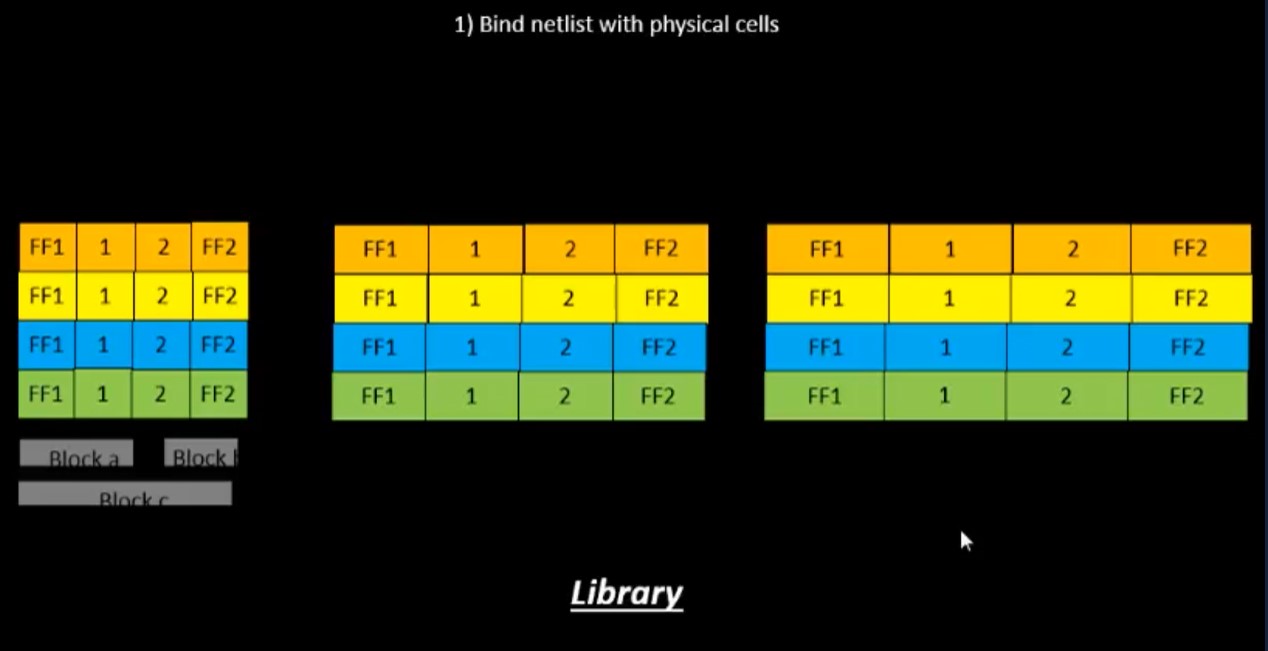 1) Bind netlist with physical cells
FF1 1 2 FF2 FF1 1 2 FF2 FF1 1 2 FF2
FF1 1 2 FF2 FF1 1 2 FF2 FF1 1 2 FF2
FF1 1 2 FF2 FF1 1 2 FF2 FF1 1 2 FF2
FF1 1 2 FF2 FF1 1 2 FF2 FF1 1 2 FF2
Block a Block
Block c
Library